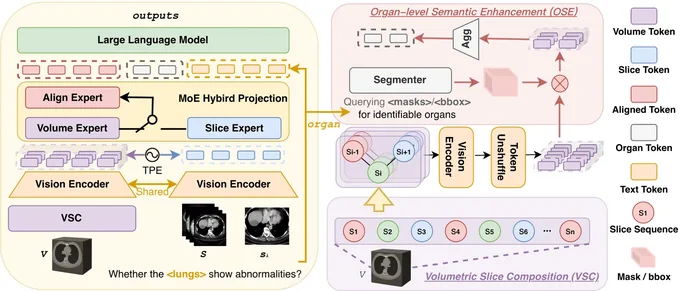 outputs
Large Language Model
Align Expert
MoE Hybird Projection
Volume Expert
Slice Expert
TPE
Vision Encoder
Shared
Vision Encoder
VSC
V
S
si
Whether the <lungs> show abnormalities?
organ
Organ-level Semantic Enhancement (OSE)
Agg
Segmenter
Querying <masks>/<bbox>
for identifiable organs
Si-1
Si
Si+1
Vision
Encoder
Token
Unshuffle
S1
S2
S3
S4
S5
S6
...
Sn
V
Volumetric Slice Composition (VSC)
Volume Token
Slice Token
Aligned Token
Organ Token
Text Token
S1
Slice Sequence
Mask / bbox